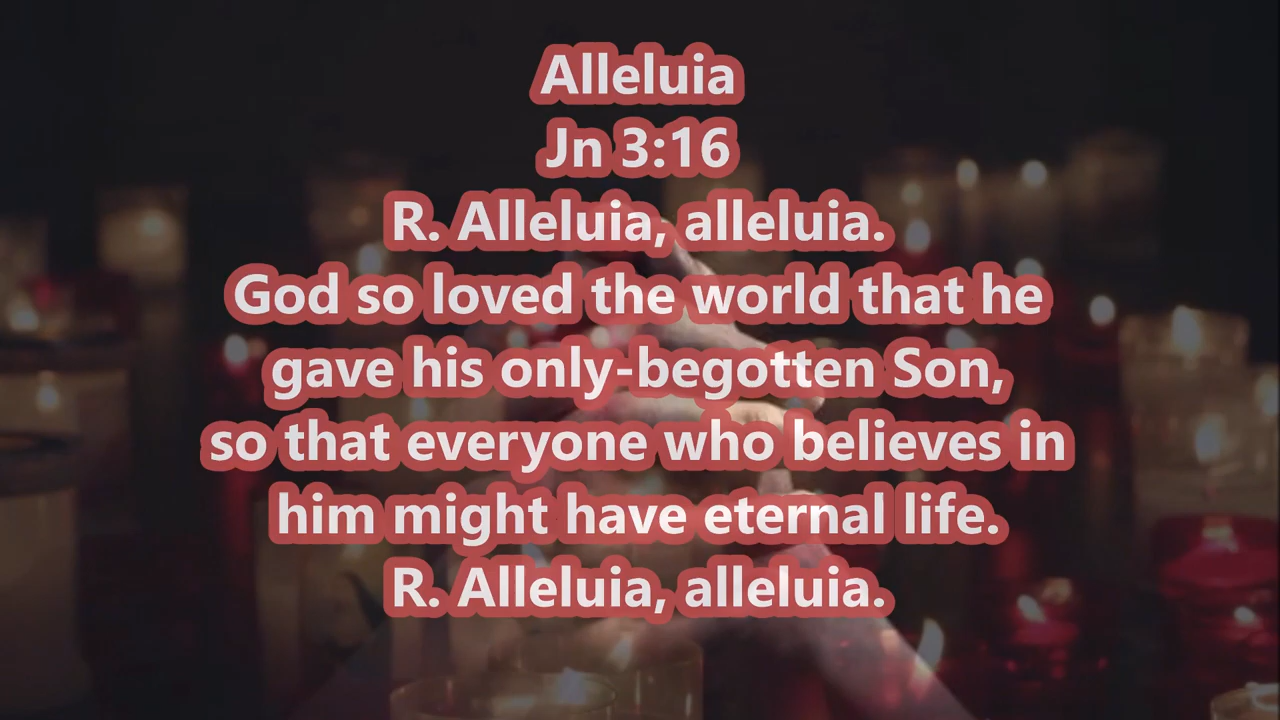 Alleluia
Jn 3:16
R. Alleluia, alleluia.
God so loved the world that he
gave his only-begotten Son,
so that everyone who believes in
him might have eternal life.
R. Alleluia, alleluia.